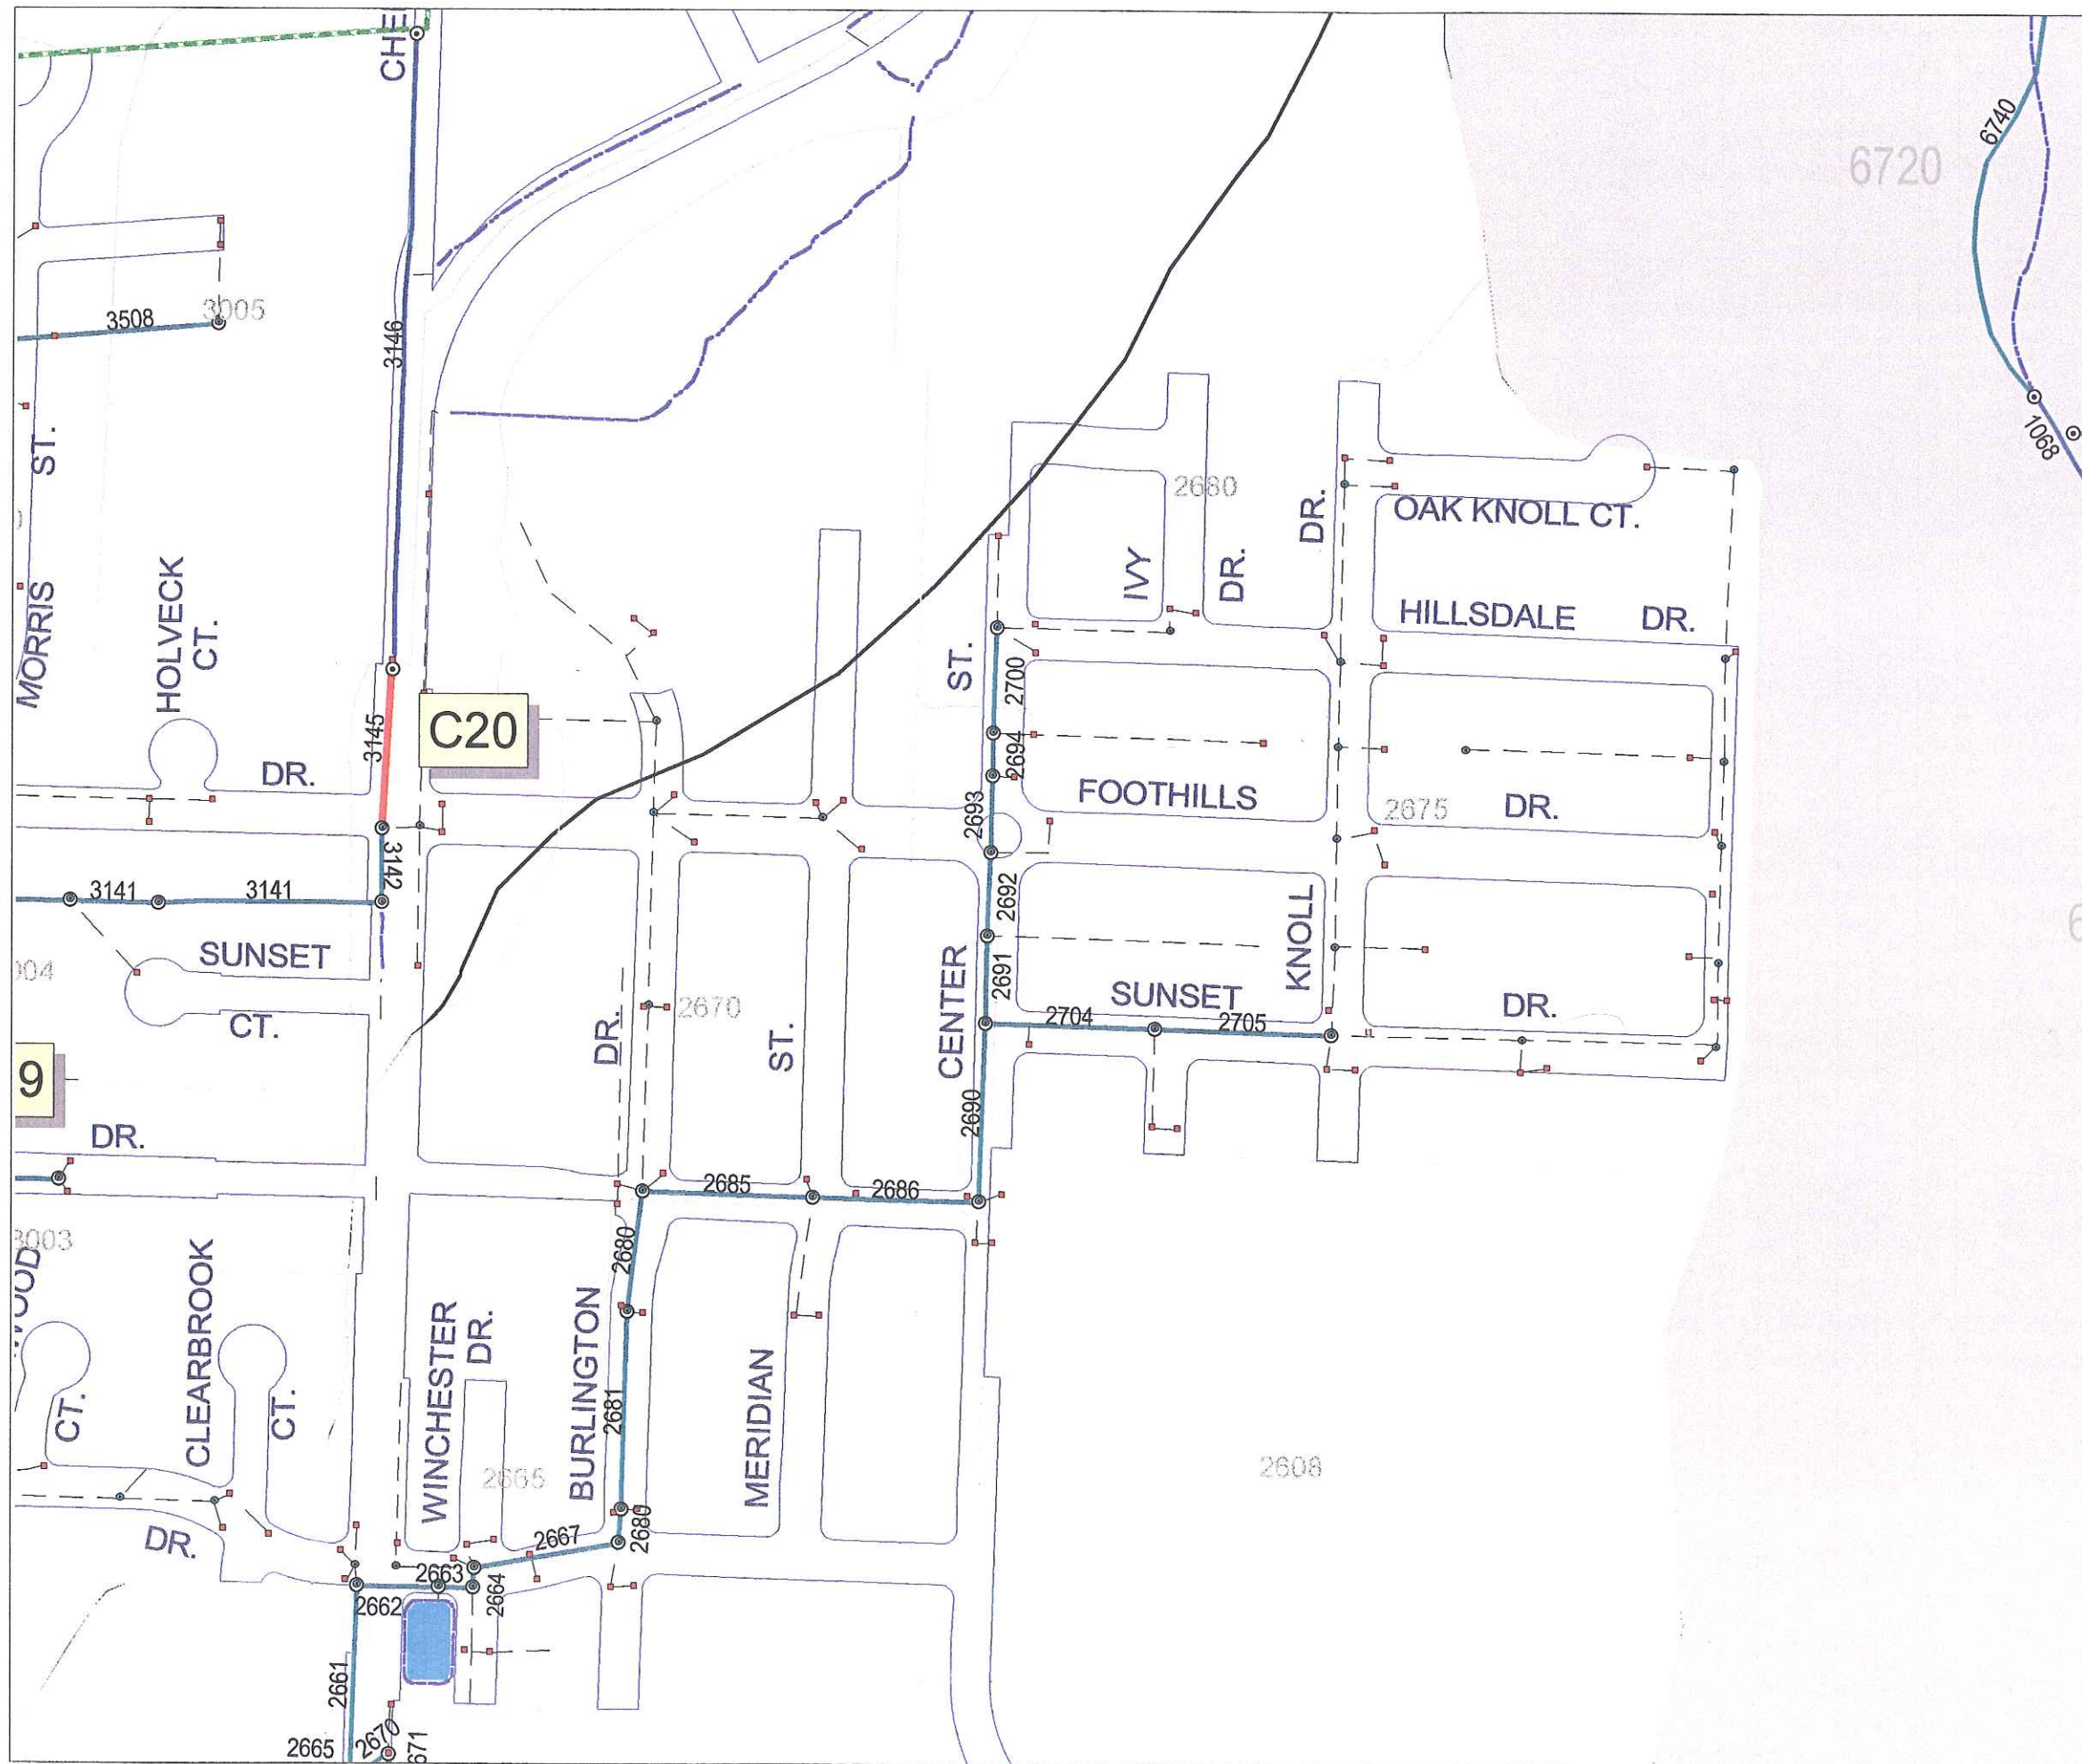 CHE
6740
6720
3005
3508
3146
1068
ST.
2680
DR.
OAK KNOLL CT.
IVY
DR.
HILLSDALE DR.
MORRIS
HOLVECK
CT.
ST.
2700
3145
C20
2694
DR.
FOOTHILLS
2675
DR.
2693
3142
3141
3141
2692
SUNSET
KNOLL
CENTER
2691
SUNSET
DR.
CT.
2670
DR.
ST.
2704
2705
9
2690
DR.
2685
2686
3003
2680
CLEARBROOK
CT.
CT.
WINCHESTER
DR.
BURLINGTON
2681
MERIDIAN
2608
2665
DR.
2667
2680
2663
2664
2662
2661
2665
2670
671